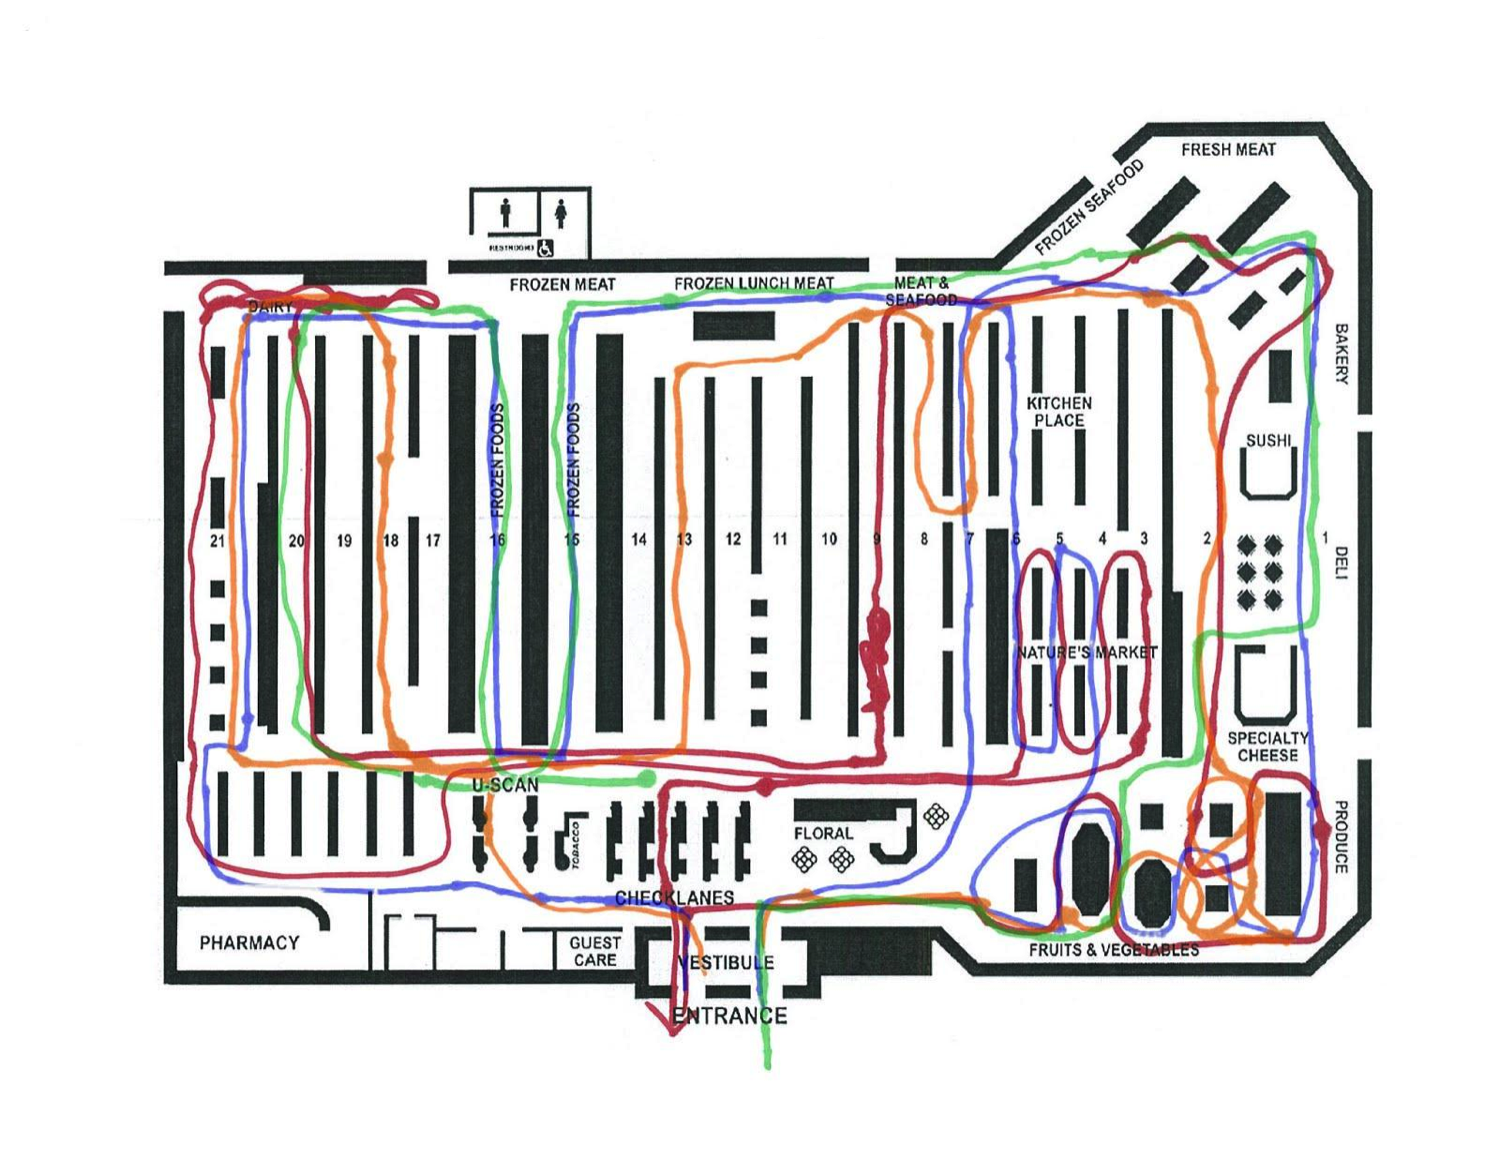 FRESH MEAT
FROZEN SEAFOOD
RESTROOMS
FROZEN MEAT
FROZEN LUNCH MEAT
MEAT &
SEAFOOD
DAIRY
BAKERY
KITCHEN
PLACE
SUSHI
FROZEN FOODS
FROZEN FOODS
21
20
19
18
17
16
15
14
13
12
11
10
9
8
7
6
5
4
3
2
1
DELI
NATURE'S MARKET
SPECIALTY
CHEESE
U-SCAN
TOBACCO
FLORAL
PRODUCE
CHECKLANES
PHARMACY
GUEST
CARE
VESTIBULE
FRUITS & VEGETABLES
ENTRANCE